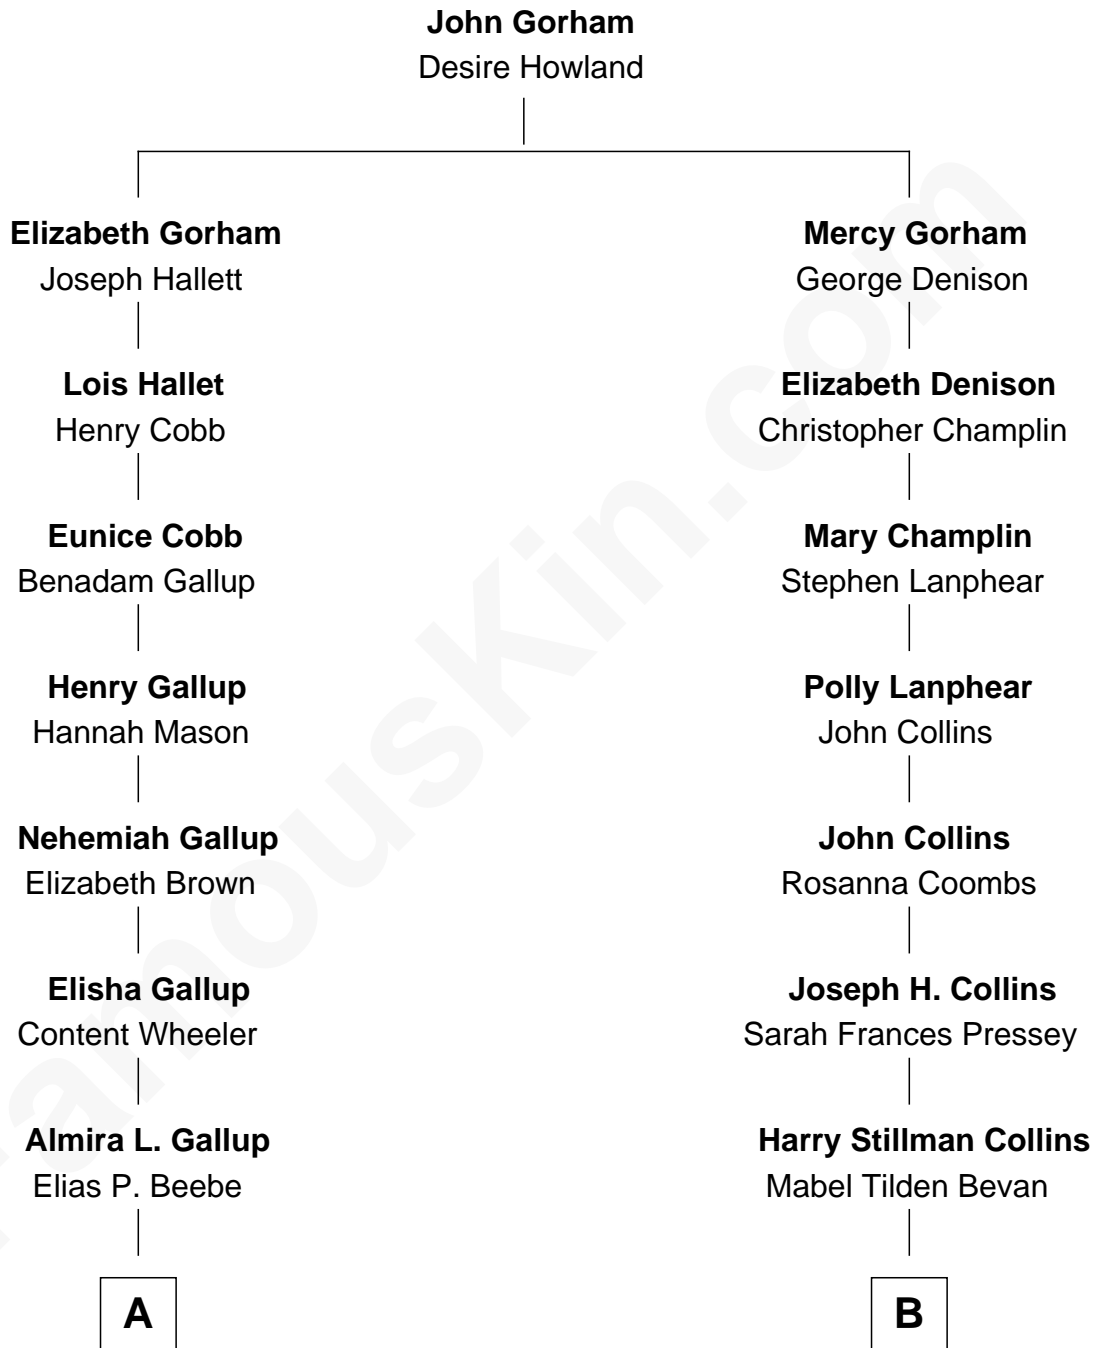 John Gorham
Desire Howland
Elizabeth Gorham
Joseph Hallett
Mercy Gorham
George Denison
Lois Hallet
Henry Cobb
Elizabeth Denison
Christopher Champlin
Eunice Cobb
Benadam Gallup
Mary Champlin
Stephen Lanphear
Henry Gallup
Hannah Mason
Polly Lanphear
John Collins
Nehemiah Gallup
Elizabeth Brown
John Collins
Rosanna Coombs
Elisha Gallup
Content Wheeler
Joseph H. Collins
Sarah Frances Pressey
Almira L. Gallup
Elias P. Beebe
Harry Stillman Collins
Mabel Tilden Bevan
A
B
FamousKin.com